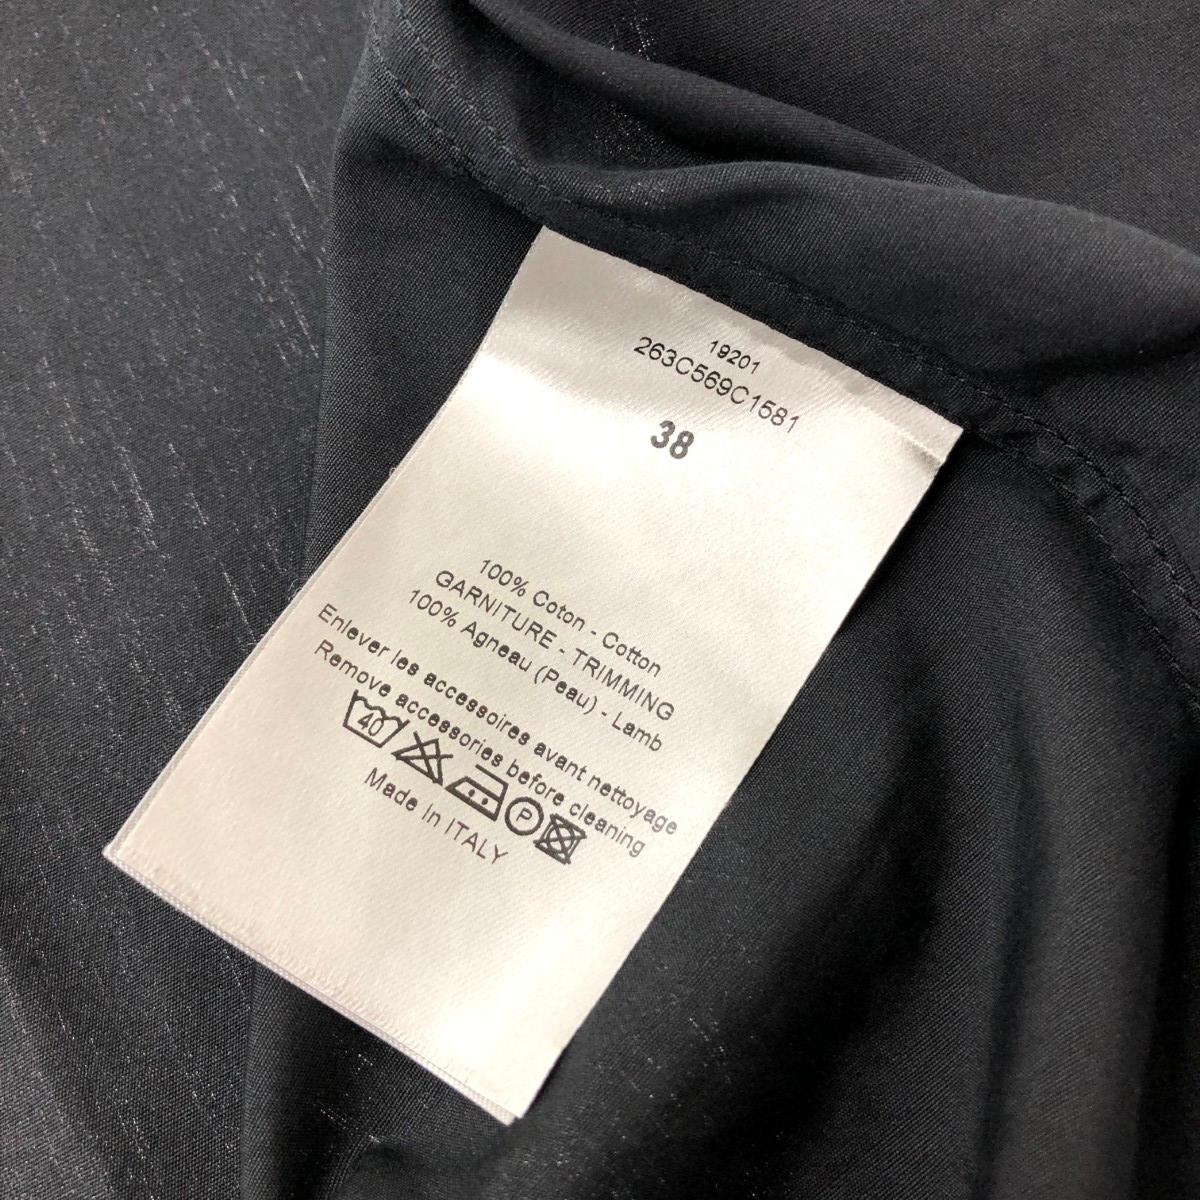 19201
263C569C1581
38
100% Coton - Cotton
GARNITURE - TRIMMING
100% Agneau (Peau) - Lamb
Enlever les accessoires avant nettoyage
Remove accessories before cleaning
40 P
Made In ITALY